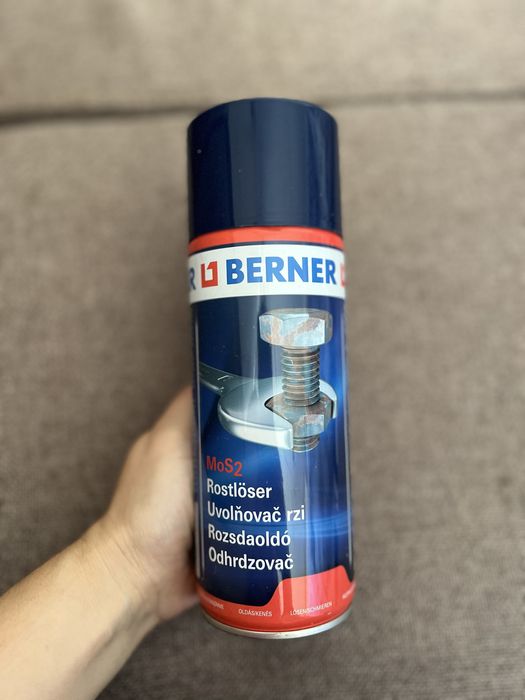 BERNER
MoS2
Rostlöser
Uvolňovač rzi
Rozsdaoldó
Odhrdzovač
OLDÁS/KENÉS LÖSEN/SCHMIEREN